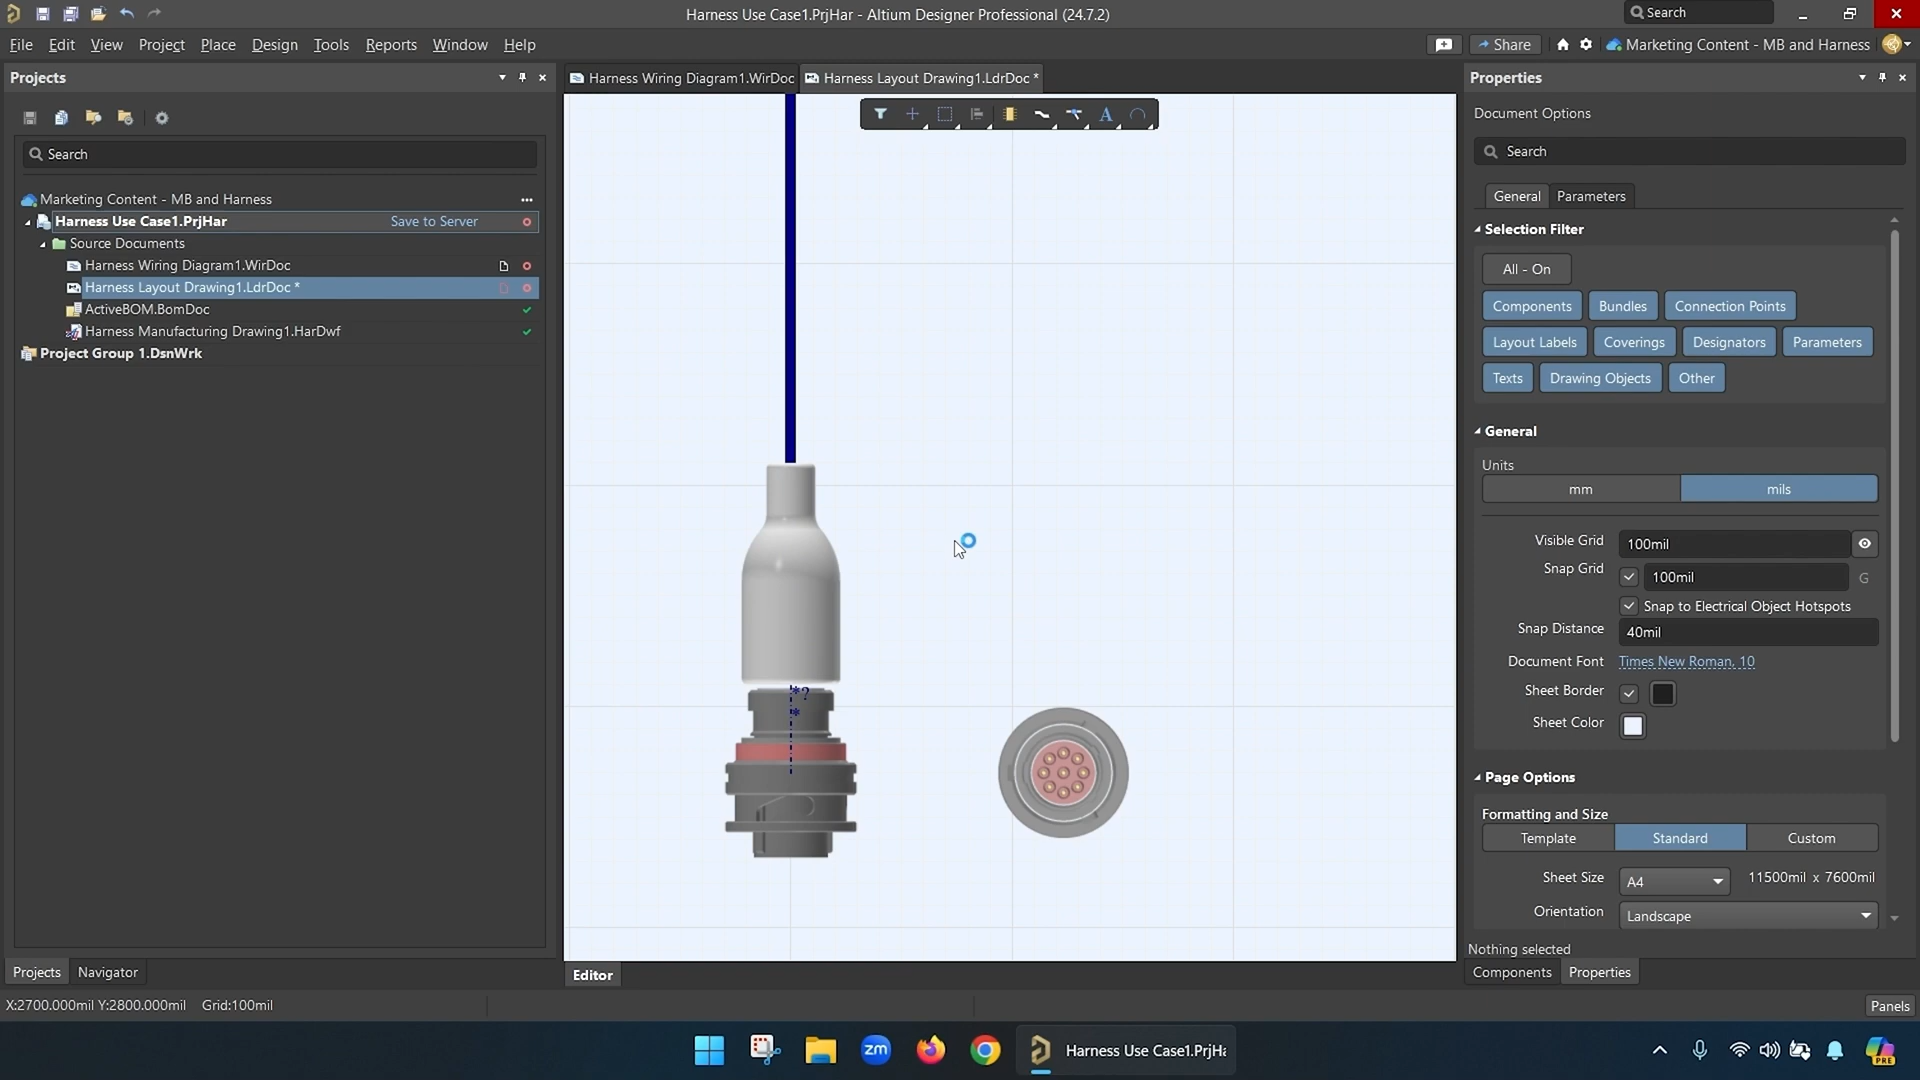 Harness Use Case1.PrjHar - Altium Designer Professional (24.7.2)
Search
File Edit View Project Place Design Tools Reports Window Help
Share
Marketing Content - MB and Harness
Projects
Search
Marketing Content - MB and Harness
Harness Use Case1.PrjHar Save to Server
Source Documents
Harness Wiring Diagram1.WirDoc
Harness Layout Drawing1.LdrDoc *
ActiveBOM.BomDoc
Harness Manufacturing Drawing1.HarDwf
Project Group 1.DsnWrk
Projects Navigator
Harness Wiring Diagram1.WirDoc Harness Layout Drawing1.LdrDoc *
A
*?
*
Editor
Properties
Document Options
Search
General Parameters
Selection Filter
All - On
Components Bundles Connection Points
Layout Labels Coverings Designators Parameters
Texts Drawing Objects Other
General
Units
mm mils
Visible Grid 100mil
Snap Grid 100mil G
Snap to Electrical Object Hotspots
Snap Distance 40mil
Document Font Times New Roman, 10
Sheet Border
Sheet Color
Page Options
Formatting and Size
Template Standard Custom
Sheet Size A4 11500mil x 7600mil
Orientation Landscape
Nothing selected
Components Properties
X:2700.000mil Y:2800.000mil Grid:100mil
Panels
zm
Harness Use Case1.PrjHa
PRE